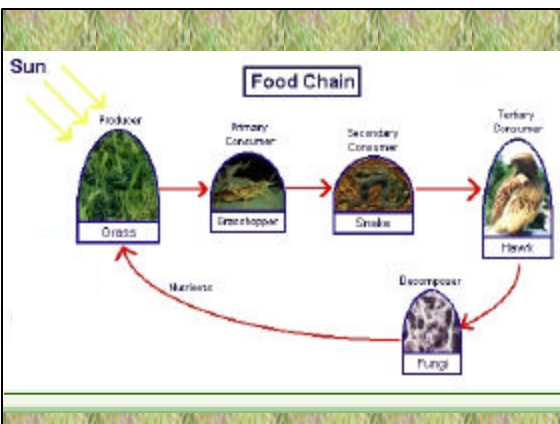 Sun
Food Chain
Producer
Primary
Consumer
Secondary
Consumer
Tertiary
Consumer
Grass
Grasshopper
Snake
Hawk
Nutrients
Decomposer
Fungi